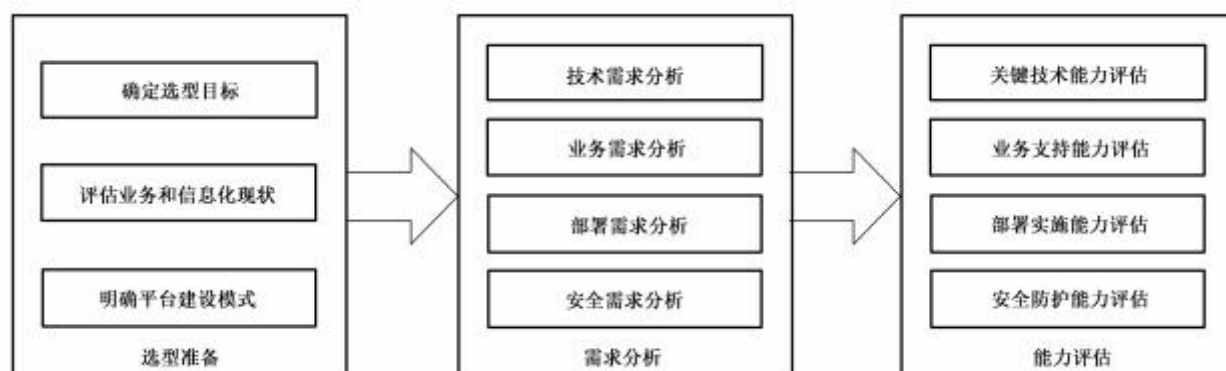 确定选型目标
评估业务和信息化现状
明确平台建设模式
选型准备
技术需求分析
业务需求分析
部署需求分析
安全需求分析
需求分析
关键技术能力评估
业务支持能力评估
部署实施能力评估
安全防护能力评估
能力评估